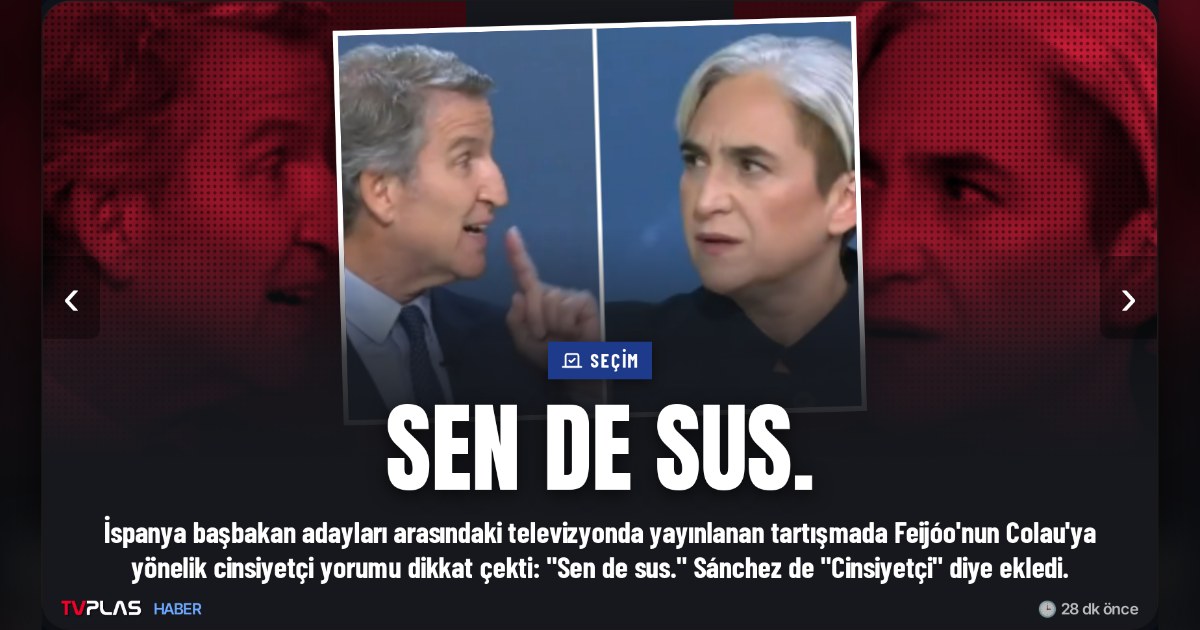 SEÇİM
SEN DE SUS.
İspanya başbakan adayları arasındaki televizyonda yayınlanan tartışmada Feijóo'nun Colau'ya
yönelik cinsiyetçi yorumu dikkat çekti: "Sen de sus." Sánchez de "Cinsiyetçi" diye ekledi.
TVPLAS HABER
28 dk önce